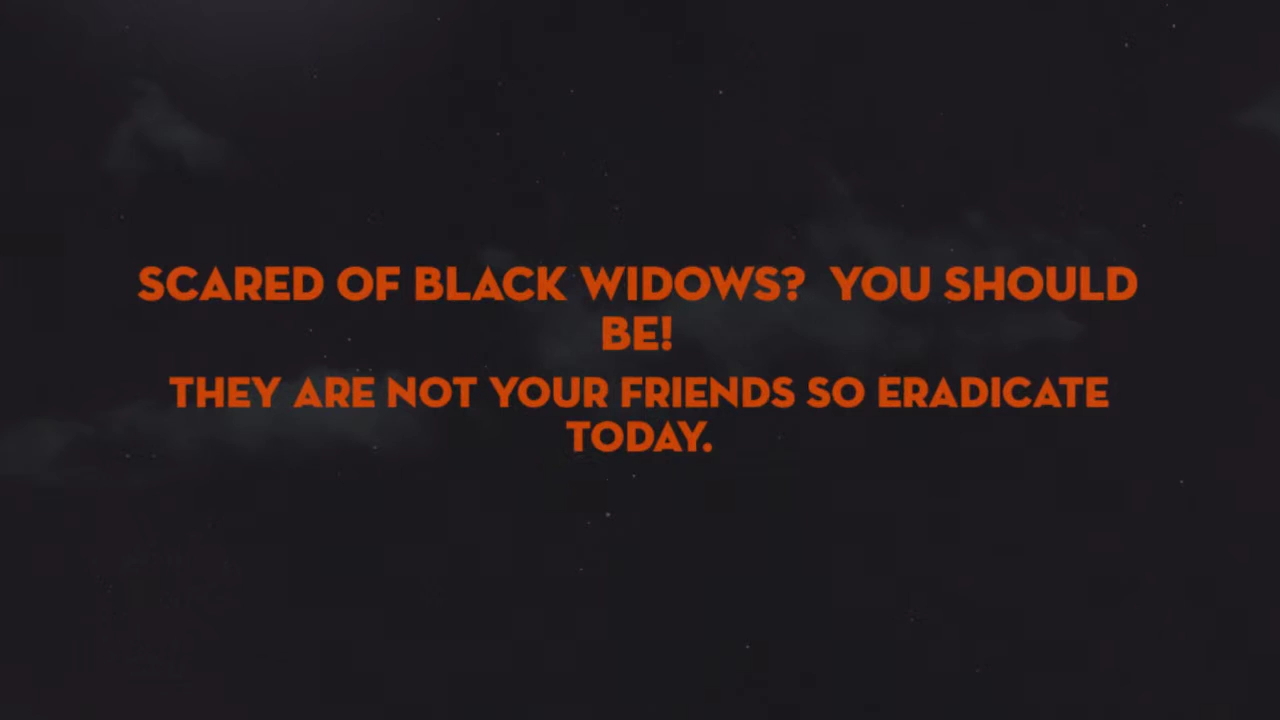 SCARED OF BLACK WIDOWS?  YOU SHOULD
BE!
THEY ARE NOT YOUR FRIENDS SO ERADICATE
TODAY.